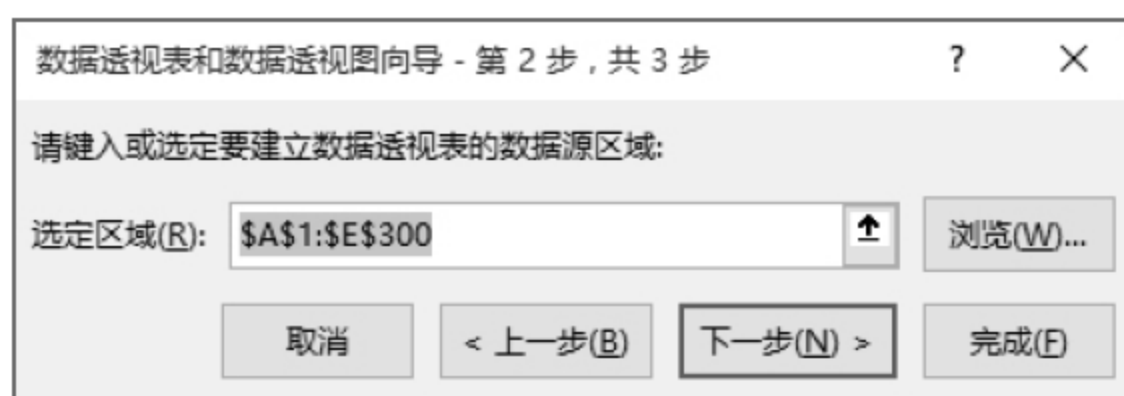 数据透视表和数据透视图向导 - 第 2 步，共 3 步 ? ×
请键入或选定要建立数据透视表的数据源区域:
选定区域(R): $A$1:$E$300 浏览(W)...
取消 < 上一步(B) 下一步(N) > 完成(F)